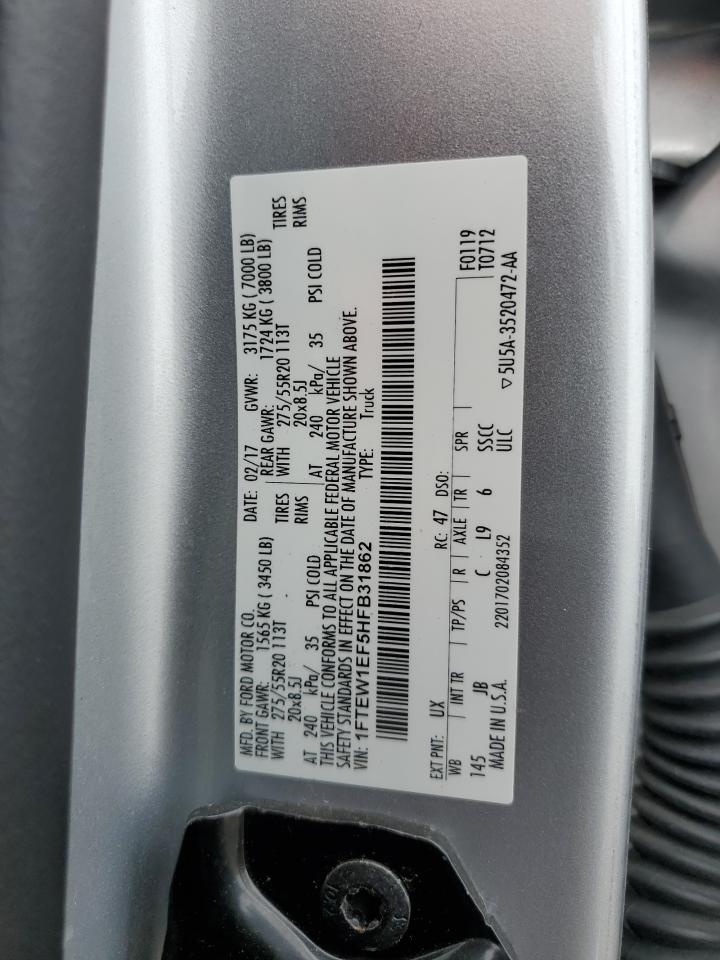 MFD. BY FORD MOTOR CO.
DATE: 02/17 GVWR: 3175 KG ( 7000 LB)
FRONT GAWR: 1565 KG ( 3450 LB)
REAR GAWR: 1724 KG ( 3800 LB)
WITH 275/55R20 113T TIRES
WITH 275/55R20 113T TIRES
20x8.5J RIMS
20x8.5J RIMS
AT 240 kPa/ 35 PSI COLD
AT 240 kPa/ 35 PSI COLD
THIS VEHICLE CONFORMS TO ALL APPLICABLE FEDERAL MOTOR VEHICLE
SAFETY STANDARDS IN EFFECT ON THE DATE OF MANUFACTURE SHOWN ABOVE.
VIN: 1FTEW1EF5HFB31862 TYPE: Truck
F0119
T0712
EXT PNT: UX RC: 47 DSO:
WB INT TR TP/PS R AXLE TR SPR
145 JB C L9 6 SSCC
MADE IN U.S.A. 2201702084352 ULC
▽5U5A-3520472-AA